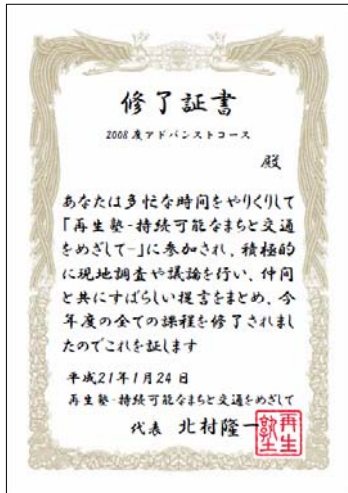 修了証書
2008度アドバンストコース
殿
あなたは多忙な時間をやりくりして
「再生塾-持続可能なまちと交通
をめざして-」に参加され、積極的
に現地調査や議論を行い、仲間
と共にすばらしい提言をまとめ、今
年度の全ての課程を修了されまし
たのでこれを証します
平成21年1月24日
再生塾-持続可能なまちと交通をめざして
代表 北村隆一
再生
塾